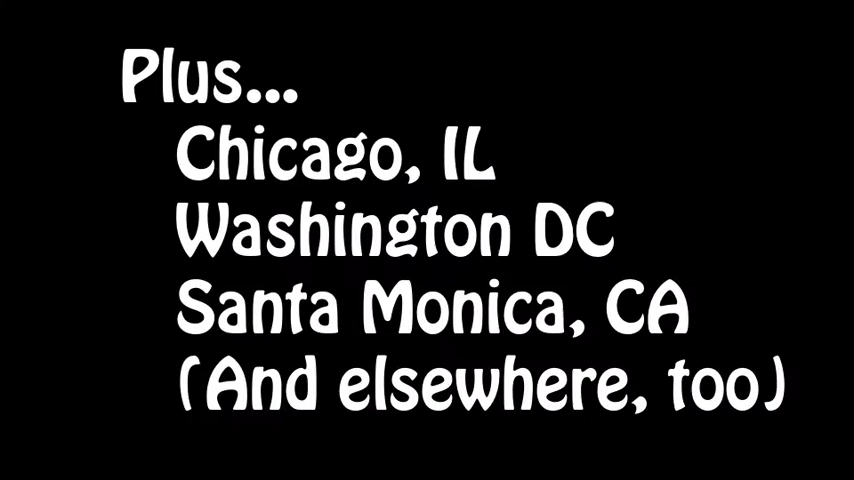 Plus...
Chicago, IL
Washington DC
Santa Monica, CA
(And elsewhere, too)